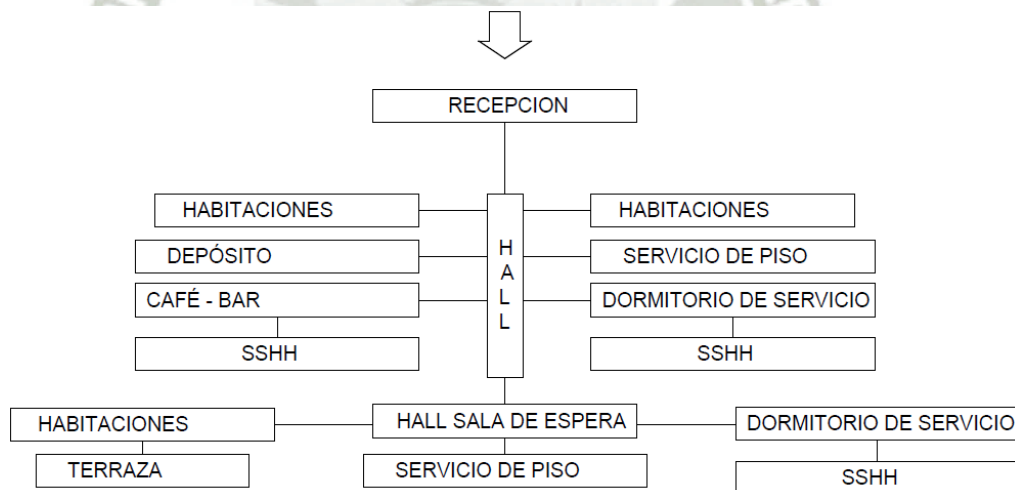 RECEPCION
HABITACIONES
HABITACIONES
HALL
DEPÓSITO
SERVICIO DE PISO
CAFÉ - BAR
DORMITORIO DE SERVICIO
SSHH
SSHH
HABITACIONES
HALL SALA DE ESPERA
DORMITORIO DE SERVICIO
TERRAZA
SERVICIO DE PISO
SSHH